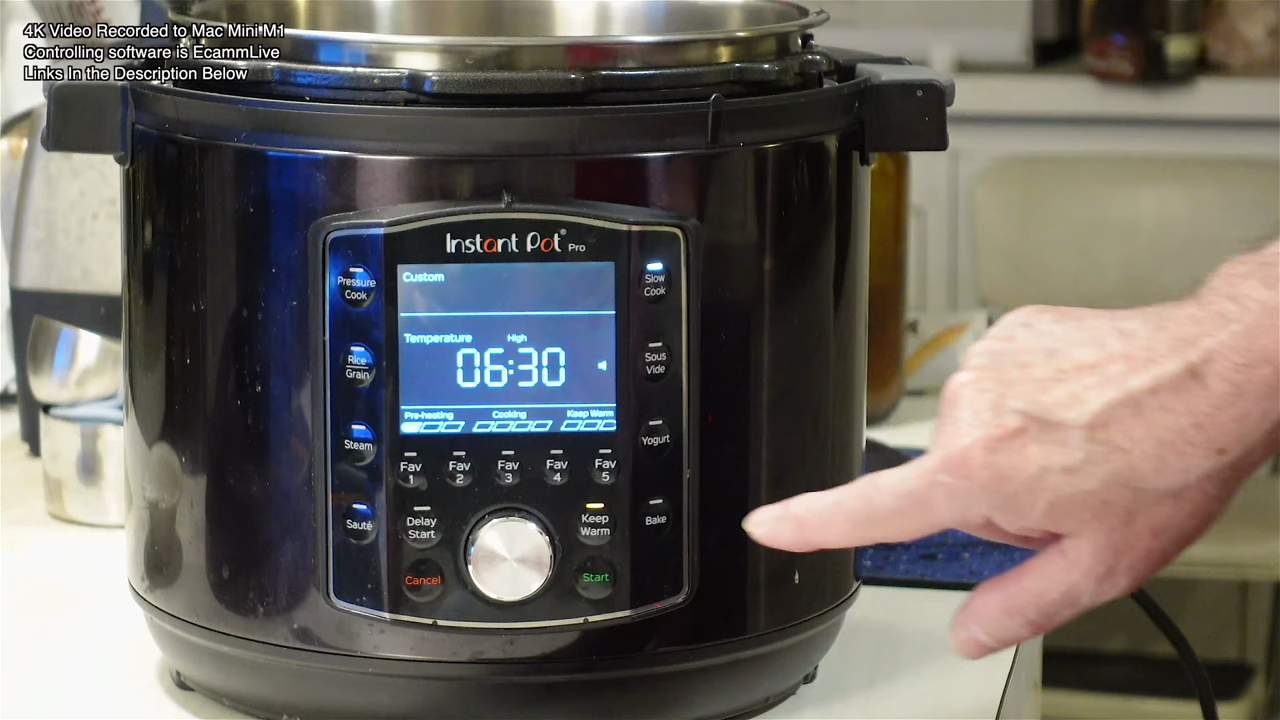 4K Video Recorded to Mac Mini M1
Controlling software is EcammLive
Links In the Description Below
Instant Pot® Pro
Custom
Temperature High
06:30
Pre-heating Cooking Keep Warm
Pressure
Cook
Rice
Grain
Steam
Sauté
Slow
Cook
Sous
Vide
Yogurt
Bake
Fav
1
Fav
2
Fav
3
Fav
4
Fav
5
Delay
Start
Keep
Warm
Cancel
Start